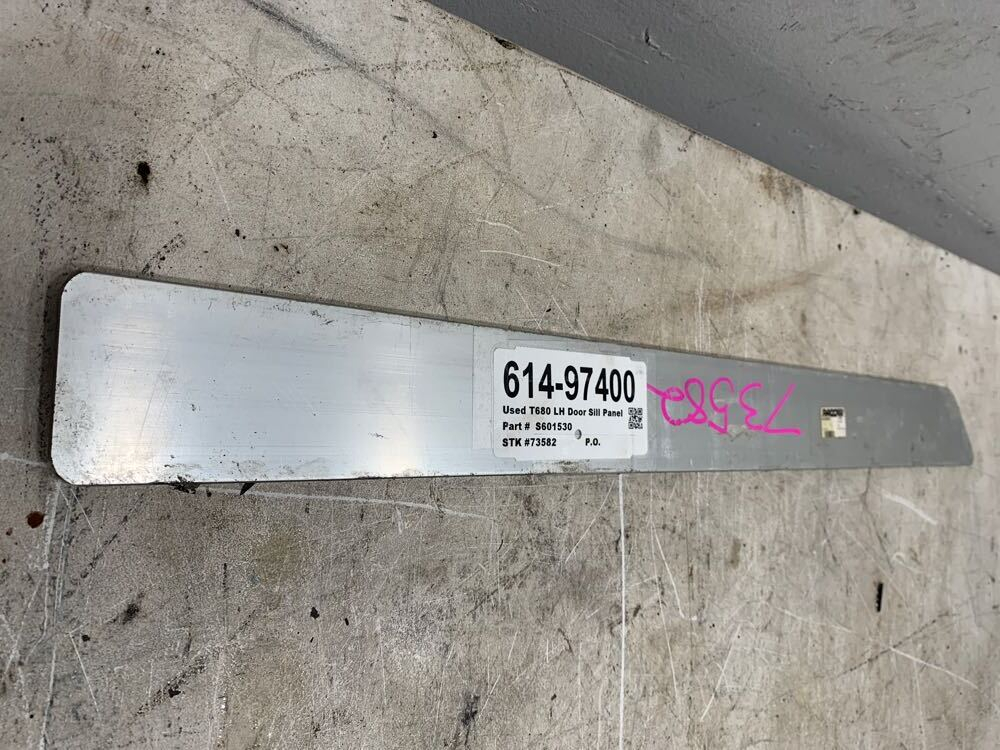 614-97400
Used T680 LH Door Sill Panel
Part # S601530
STK #73582 P.O.
73582